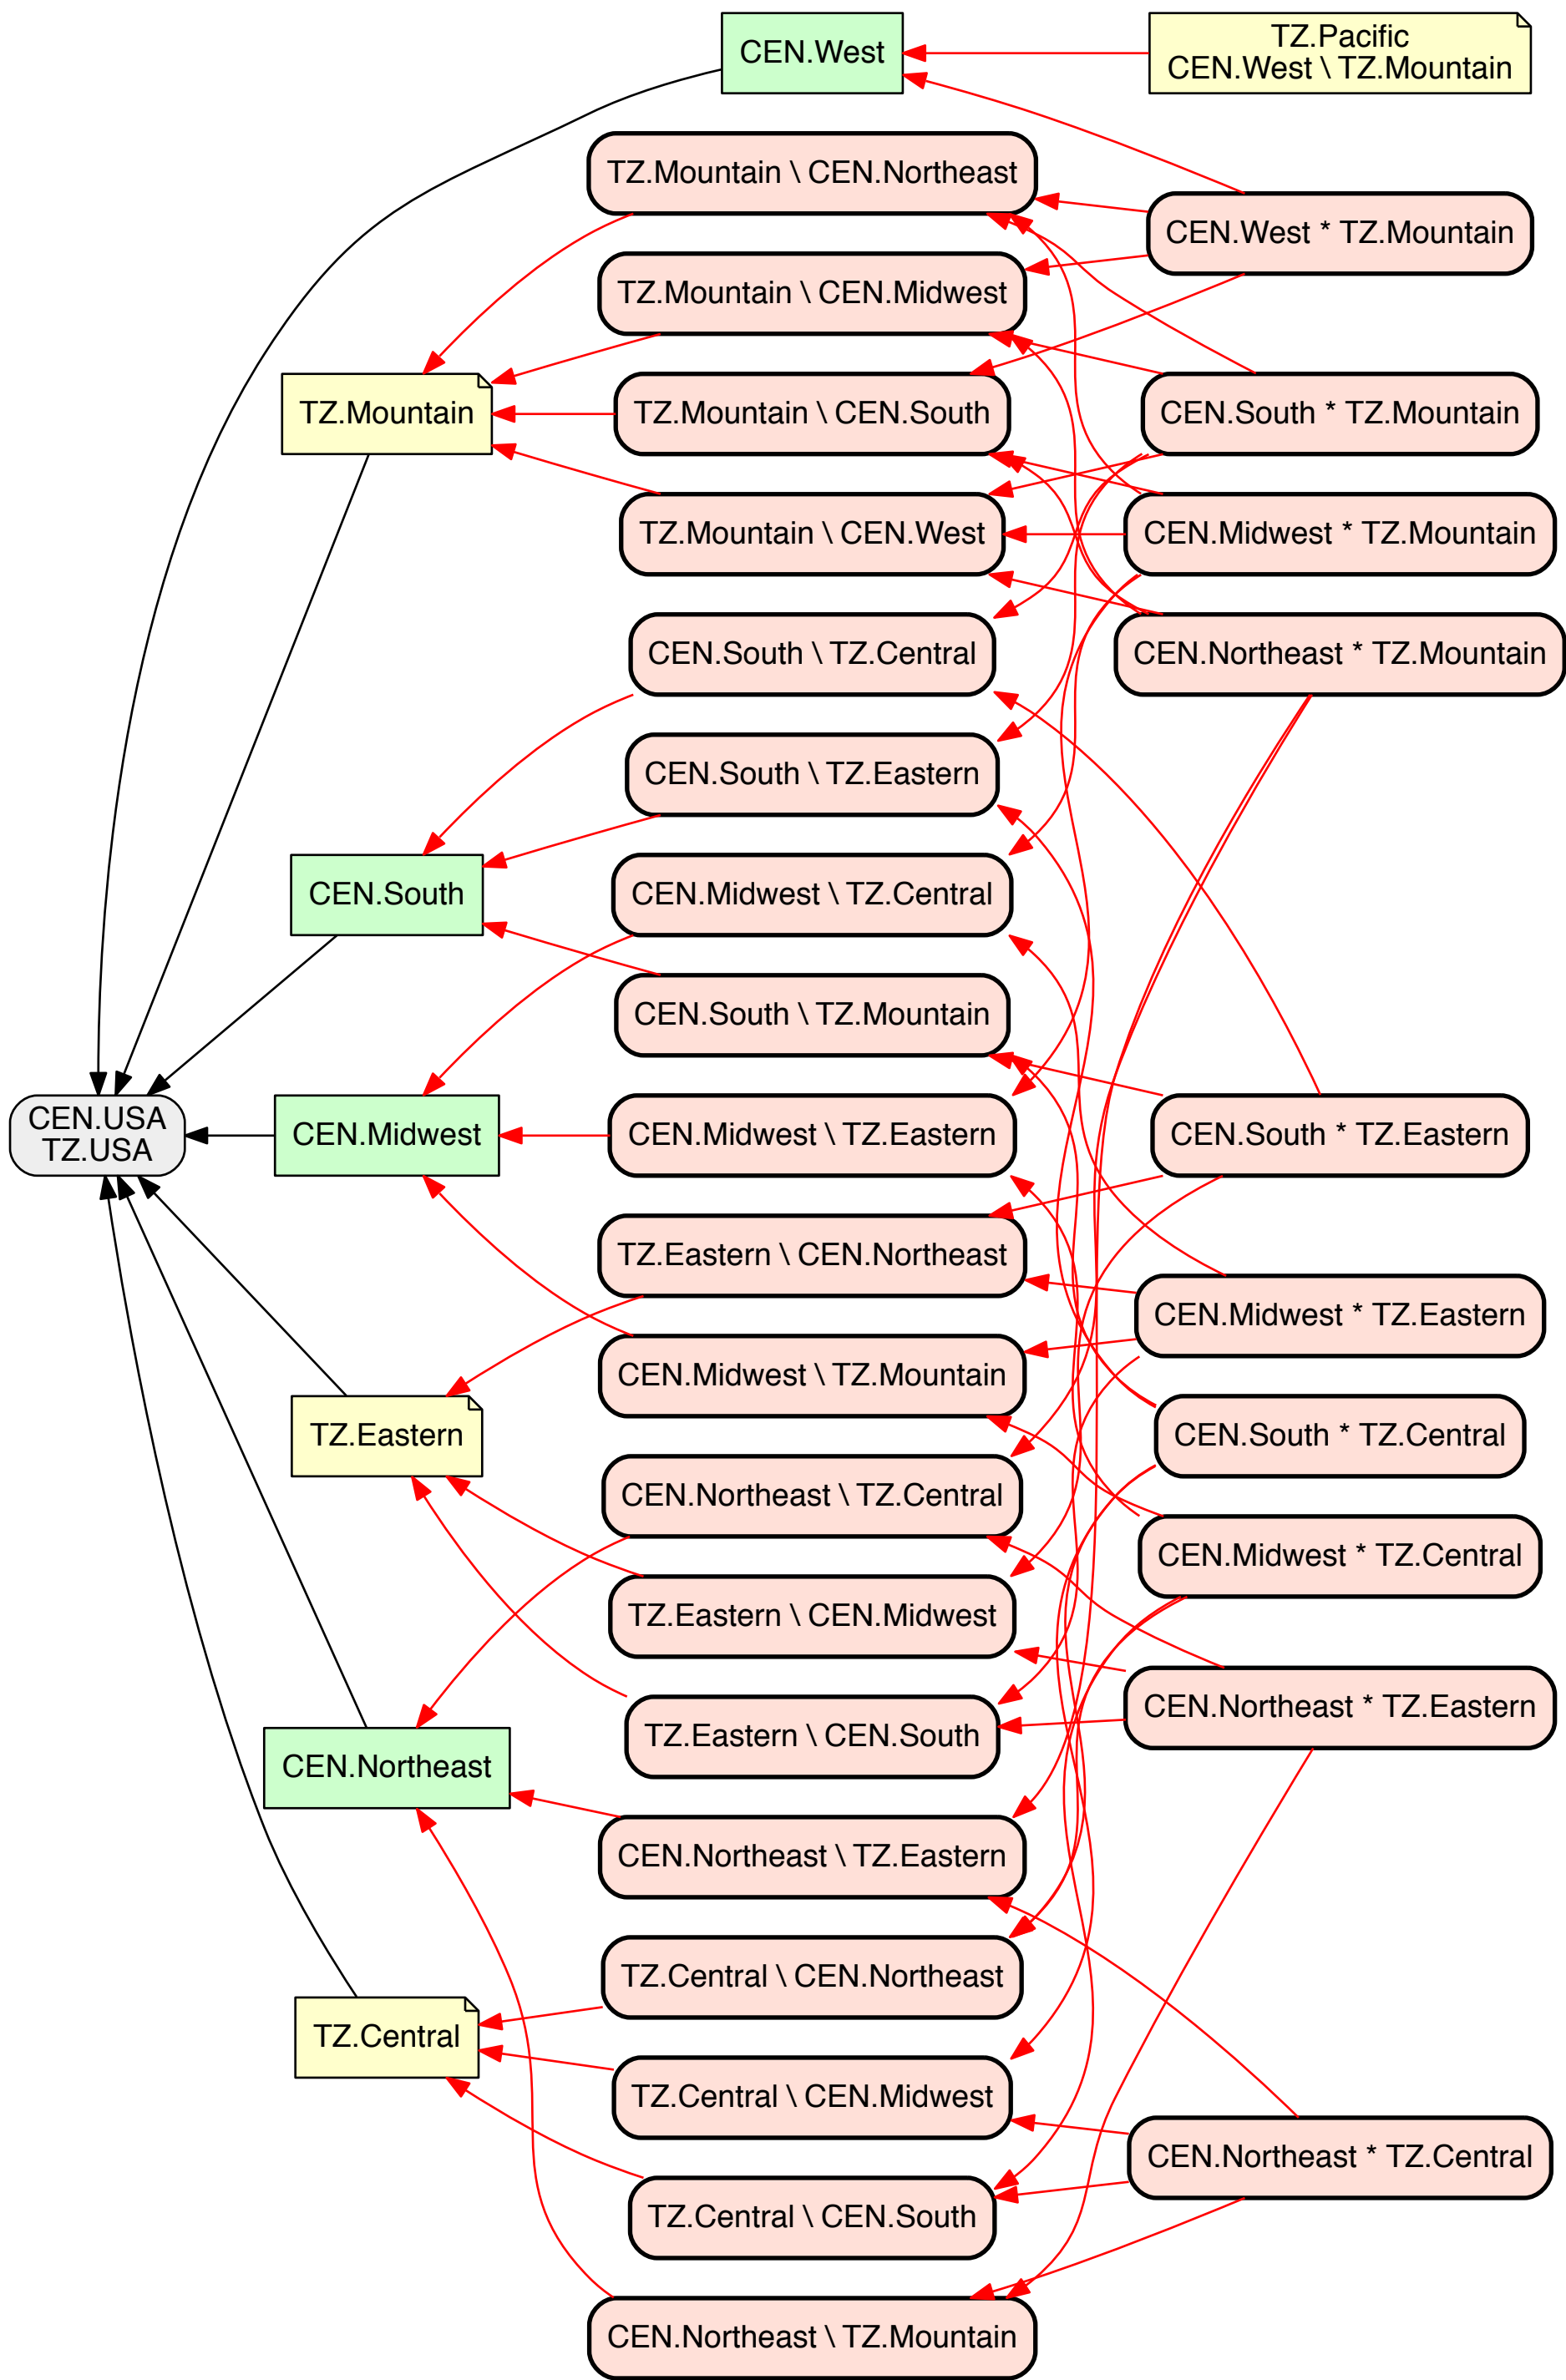 CEN.West
TZ.Pacific
CEN.West \ TZ.Mountain
TZ.Mountain \ CEN.Northeast
CEN.West * TZ.Mountain
TZ.Mountain \ CEN.Midwest
TZ.Mountain
TZ.Mountain \ CEN.South
CEN.South * TZ.Mountain
TZ.Mountain \ CEN.West
CEN.Midwest * TZ.Mountain
CEN.South \ TZ.Central
CEN.Northeast * TZ.Mountain
CEN.South \ TZ.Eastern
CEN.South
CEN.Midwest \ TZ.Central
CEN.South \ TZ.Mountain
CEN.USA
TZ.USA
CEN.Midwest
CEN.Midwest \ TZ.Eastern
CEN.South * TZ.Eastern
TZ.Eastern \ CEN.Northeast
CEN.Midwest * TZ.Eastern
CEN.Midwest \ TZ.Mountain
TZ.Eastern
CEN.South * TZ.Central
CEN.Northeast \ TZ.Central
CEN.Midwest * TZ.Central
TZ.Eastern \ CEN.Midwest
CEN.Northeast * TZ.Eastern
TZ.Eastern \ CEN.South
CEN.Northeast
CEN.Northeast \ TZ.Eastern
TZ.Central \ CEN.Northeast
TZ.Central
TZ.Central \ CEN.Midwest
CEN.Northeast * TZ.Central
TZ.Central \ CEN.South
CEN.Northeast \ TZ.Mountain